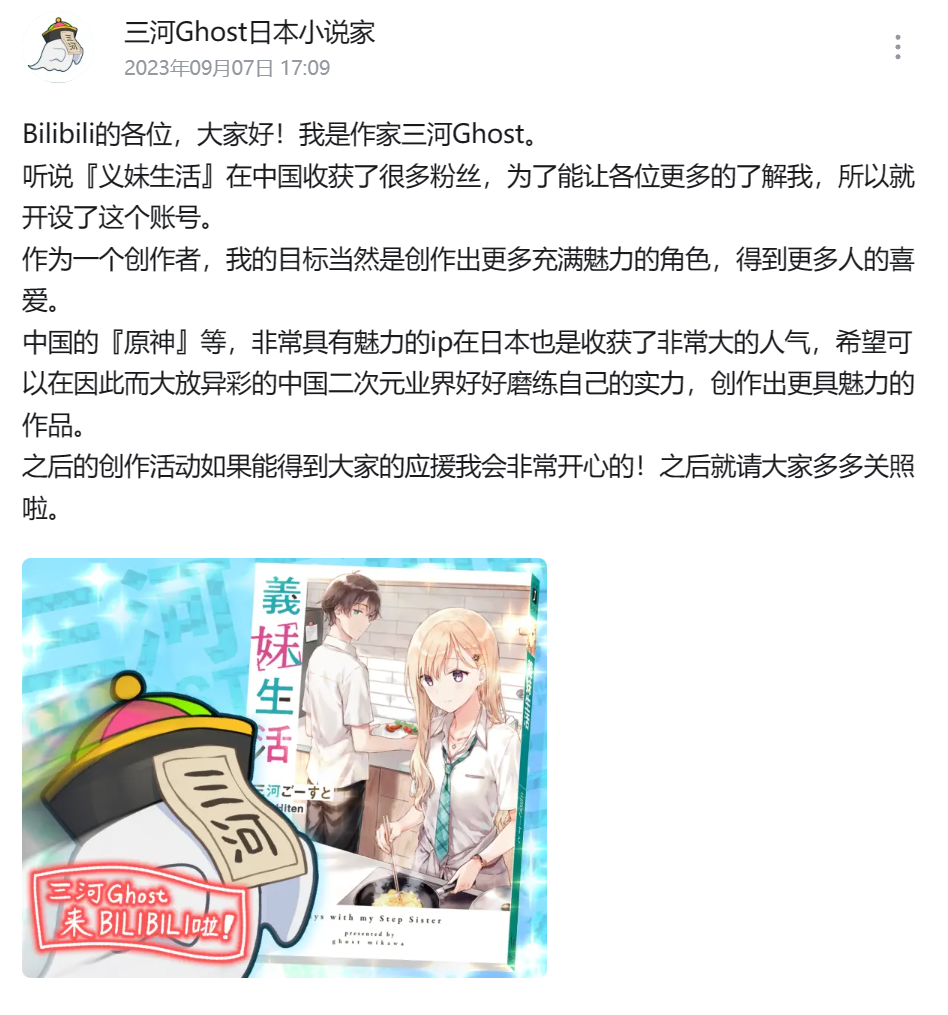 三河Ghost日本小说家
2023年09月07日 17:09
Bilibili的各位，大家好！我是作家三河Ghost。
听说『义妹生活』在中国收获了很多粉丝，为了能让各位更多的了解我，所以就
开设了这个账号。
作为一个创作者，我的目标当然是创作出更多充满魅力的角色，得到更多人的喜
爱。
中国的『原神』等，非常具有魅力的ip在日本也是收获了非常大的人气，希望可
以在因此而大放异彩的中国二次元业界好好磨练自己的实力，创作出更具魅力的
作品。
之后的创作活动如果能得到大家的应援我会非常开心的！之后就请大家多多关照
啦。
三河
義妹生活
三河ごーすと
Hiten
三河
三河Ghost
来BILIBILI啦！
with my Step Sister
presented by
ghost mikawa